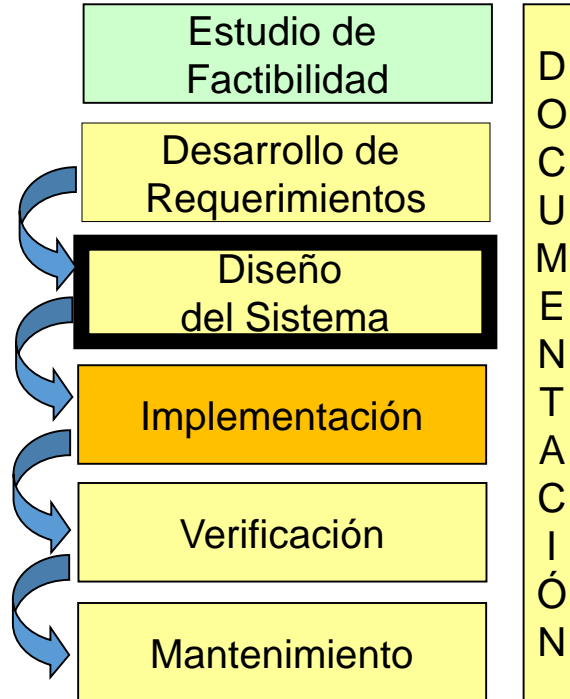 Estudio de
Factibilidad
Desarrollo de
Requerimientos
Diseño
del Sistema
Implementación
Verificación
Mantenimiento
D
O
C
U
M
E
N
T
A
C
I
Ó
N